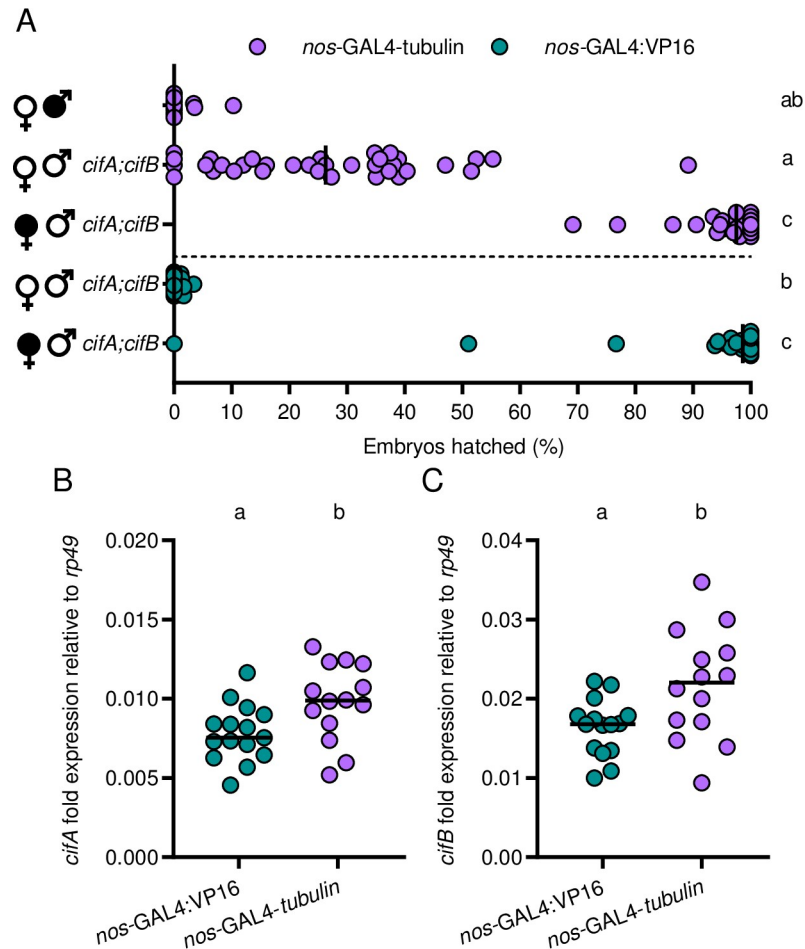 A
nos-GAL4-tubulin nos-GAL4:VP16
ab
cifA;cifB a
cifA;cifB c
cifA;cifB b
cifA;cifB c
0 10 20 30 40 50 60 70 80 90 100
Embryos hatched (%)
B
a b
cifA fold expression relative to rp49
0.020
0.015
0.010
0.005
0.000
nos-GAL4:VP16
nos-GAL4-tubulin
C
a b
cifB fold expression relative to rp49
0.04
0.03
0.02
0.01
0.00
nos-GAL4:VP16
nos-GAL4-tubulin